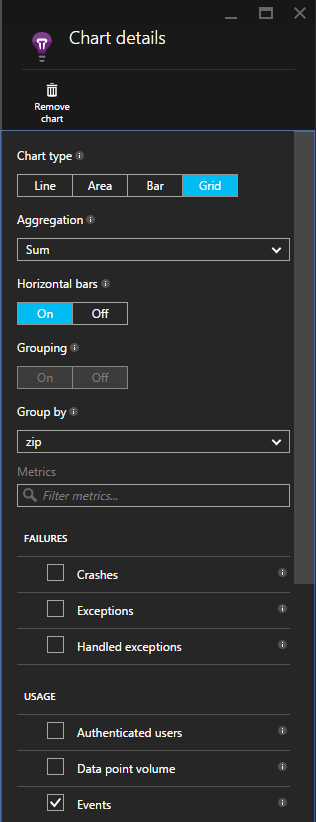 Chart details
Remove
chart
Chart type
Line Area Bar Grid
Aggregation
Sum
Horizontal bars
On Off
Grouping
On Off
Group by
zip
Metrics
Filter metrics...
FAILURES
Crashes
Exceptions
Handled exceptions
USAGE
Authenticated users
Data point volume
Events